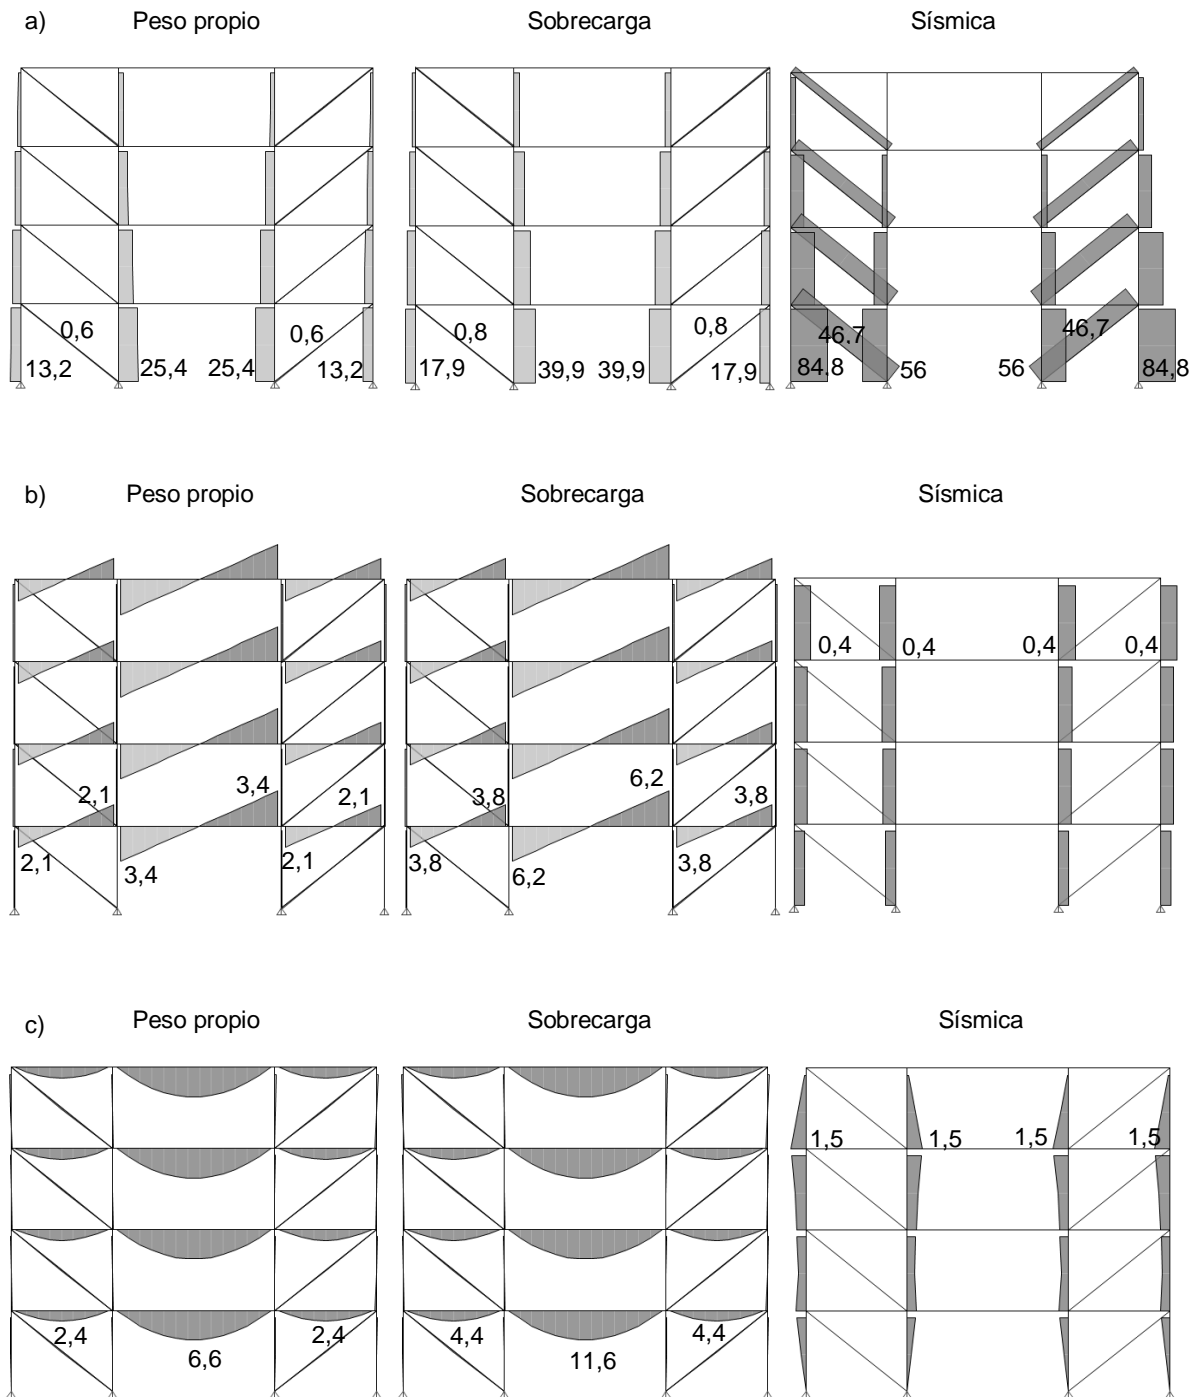 a) Peso propio Sobrecarga Sísmica
0,6 0,6 0,8 0,8 46,7 46,7
13,2 25,4 25,4 13,2 17,9 39,9 39,9 17,9 84,8 56 56 84,8
b) Peso propio Sobrecarga Sísmica
0,4 0,4 0,4 0,4
2,1 3,4 2,1 3,8 6,2 3,8
2,1 3,4 2,1 3,8 6,2 3,8
c) Peso propio Sobrecarga Sísmica
1,5 1,5 1,5 1,5
2,4 6,6 2,4 4,4 11,6 4,4